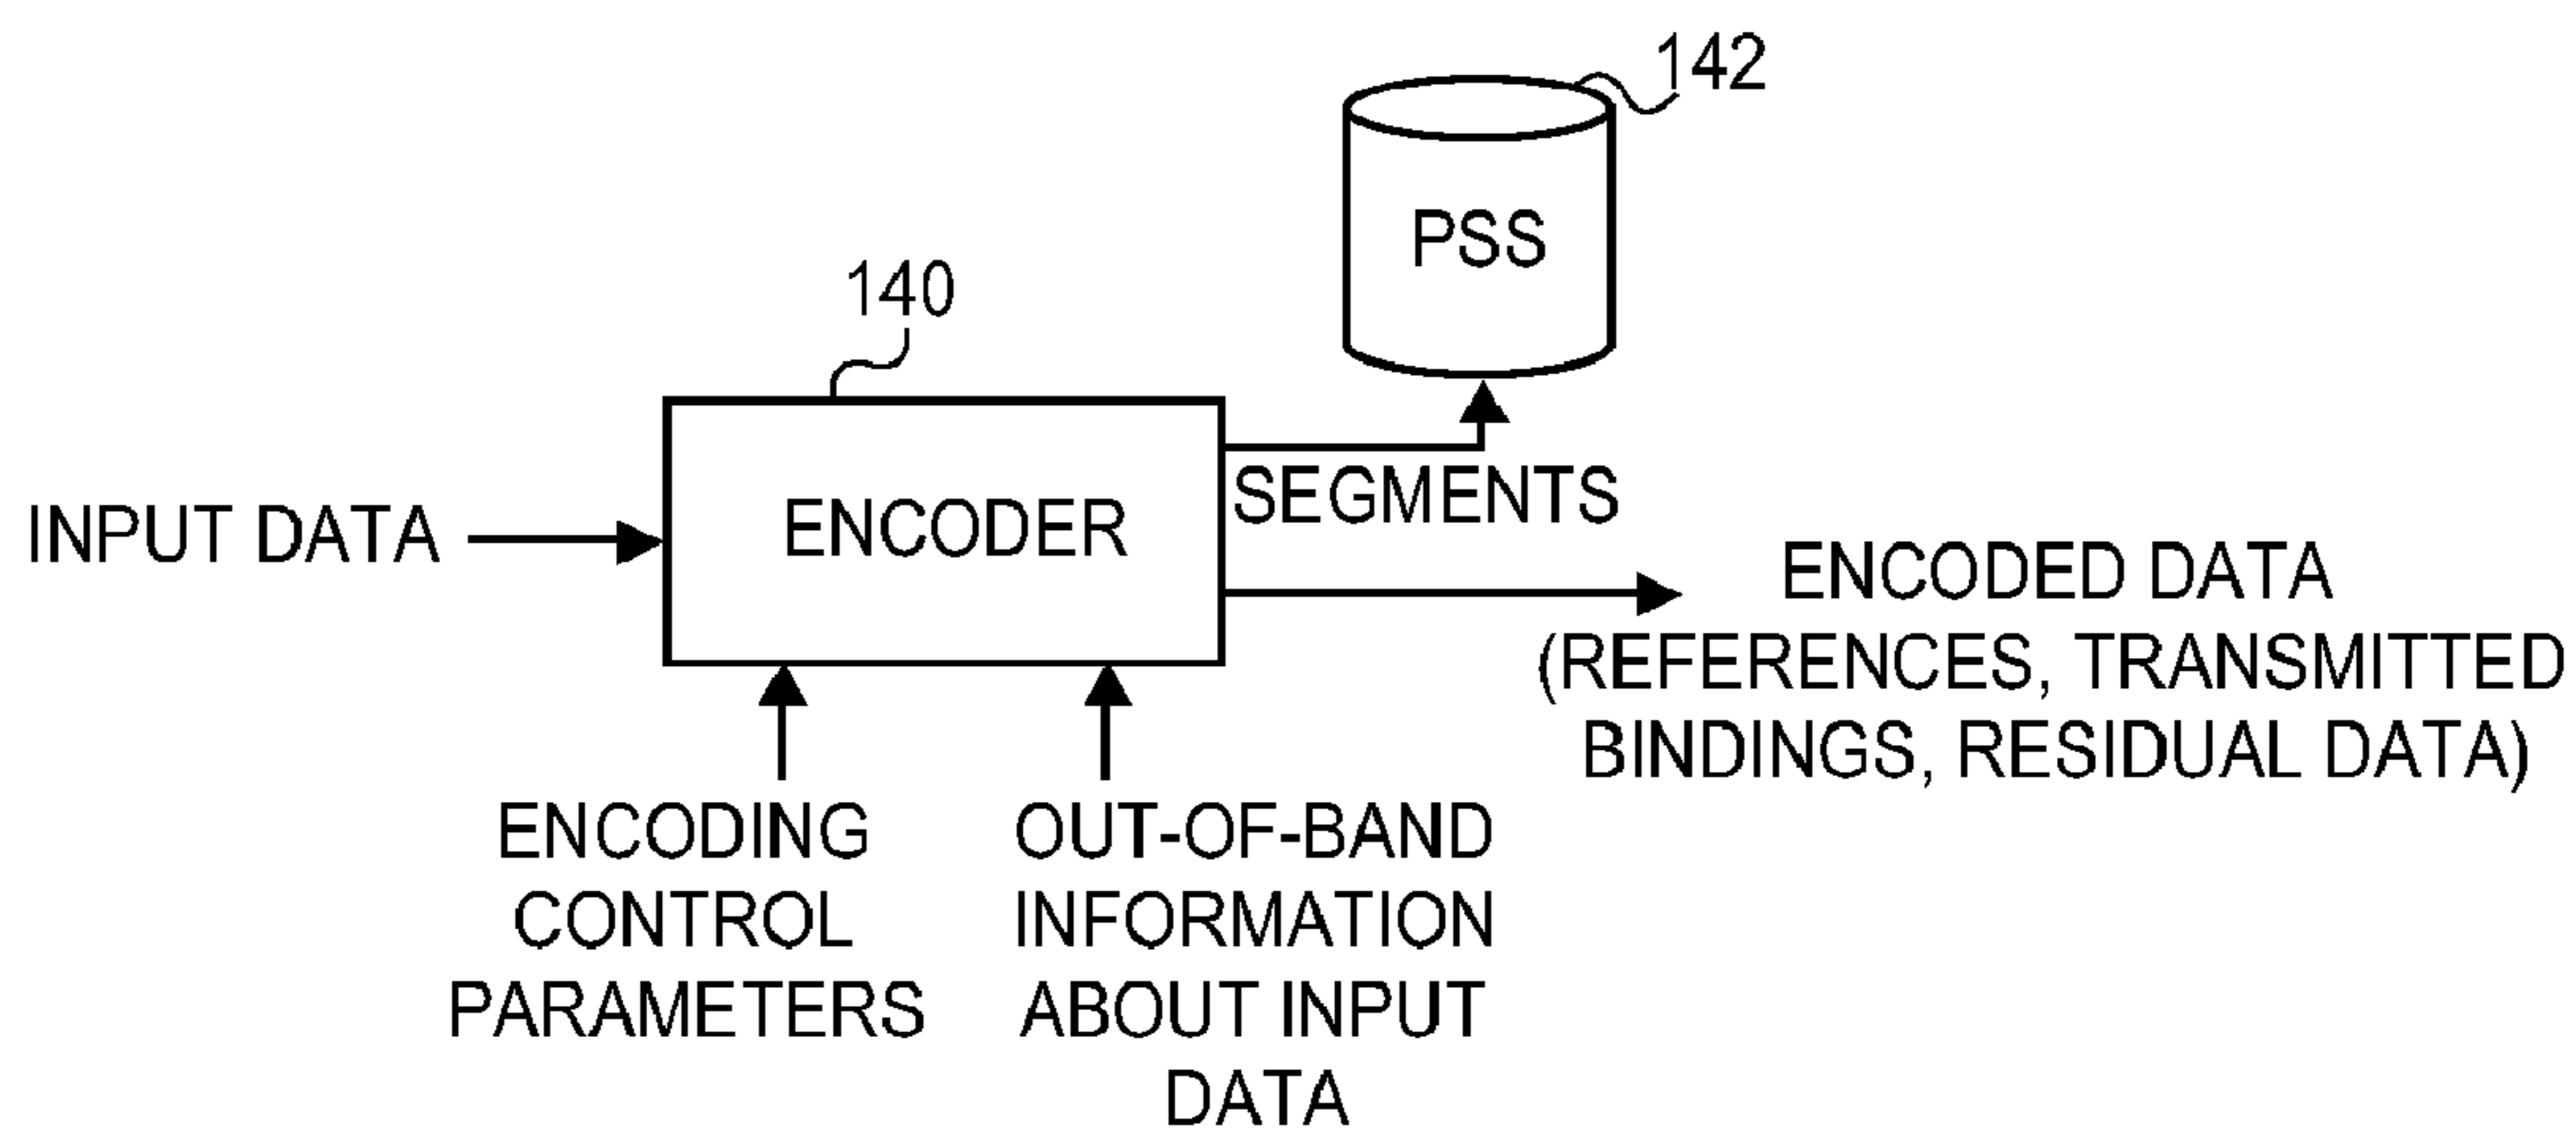 142
PSS
140
ENCODER
SEGMENTS
INPUT DATA
ENCODED DATA
(REFERENCES, TRANSMITTED
BINDINGS, RESIDUAL DATA)
ENCODING
CONTROL
PARAMETERS
OUT-OF-BAND
INFORMATION
ABOUT INPUT
DATA